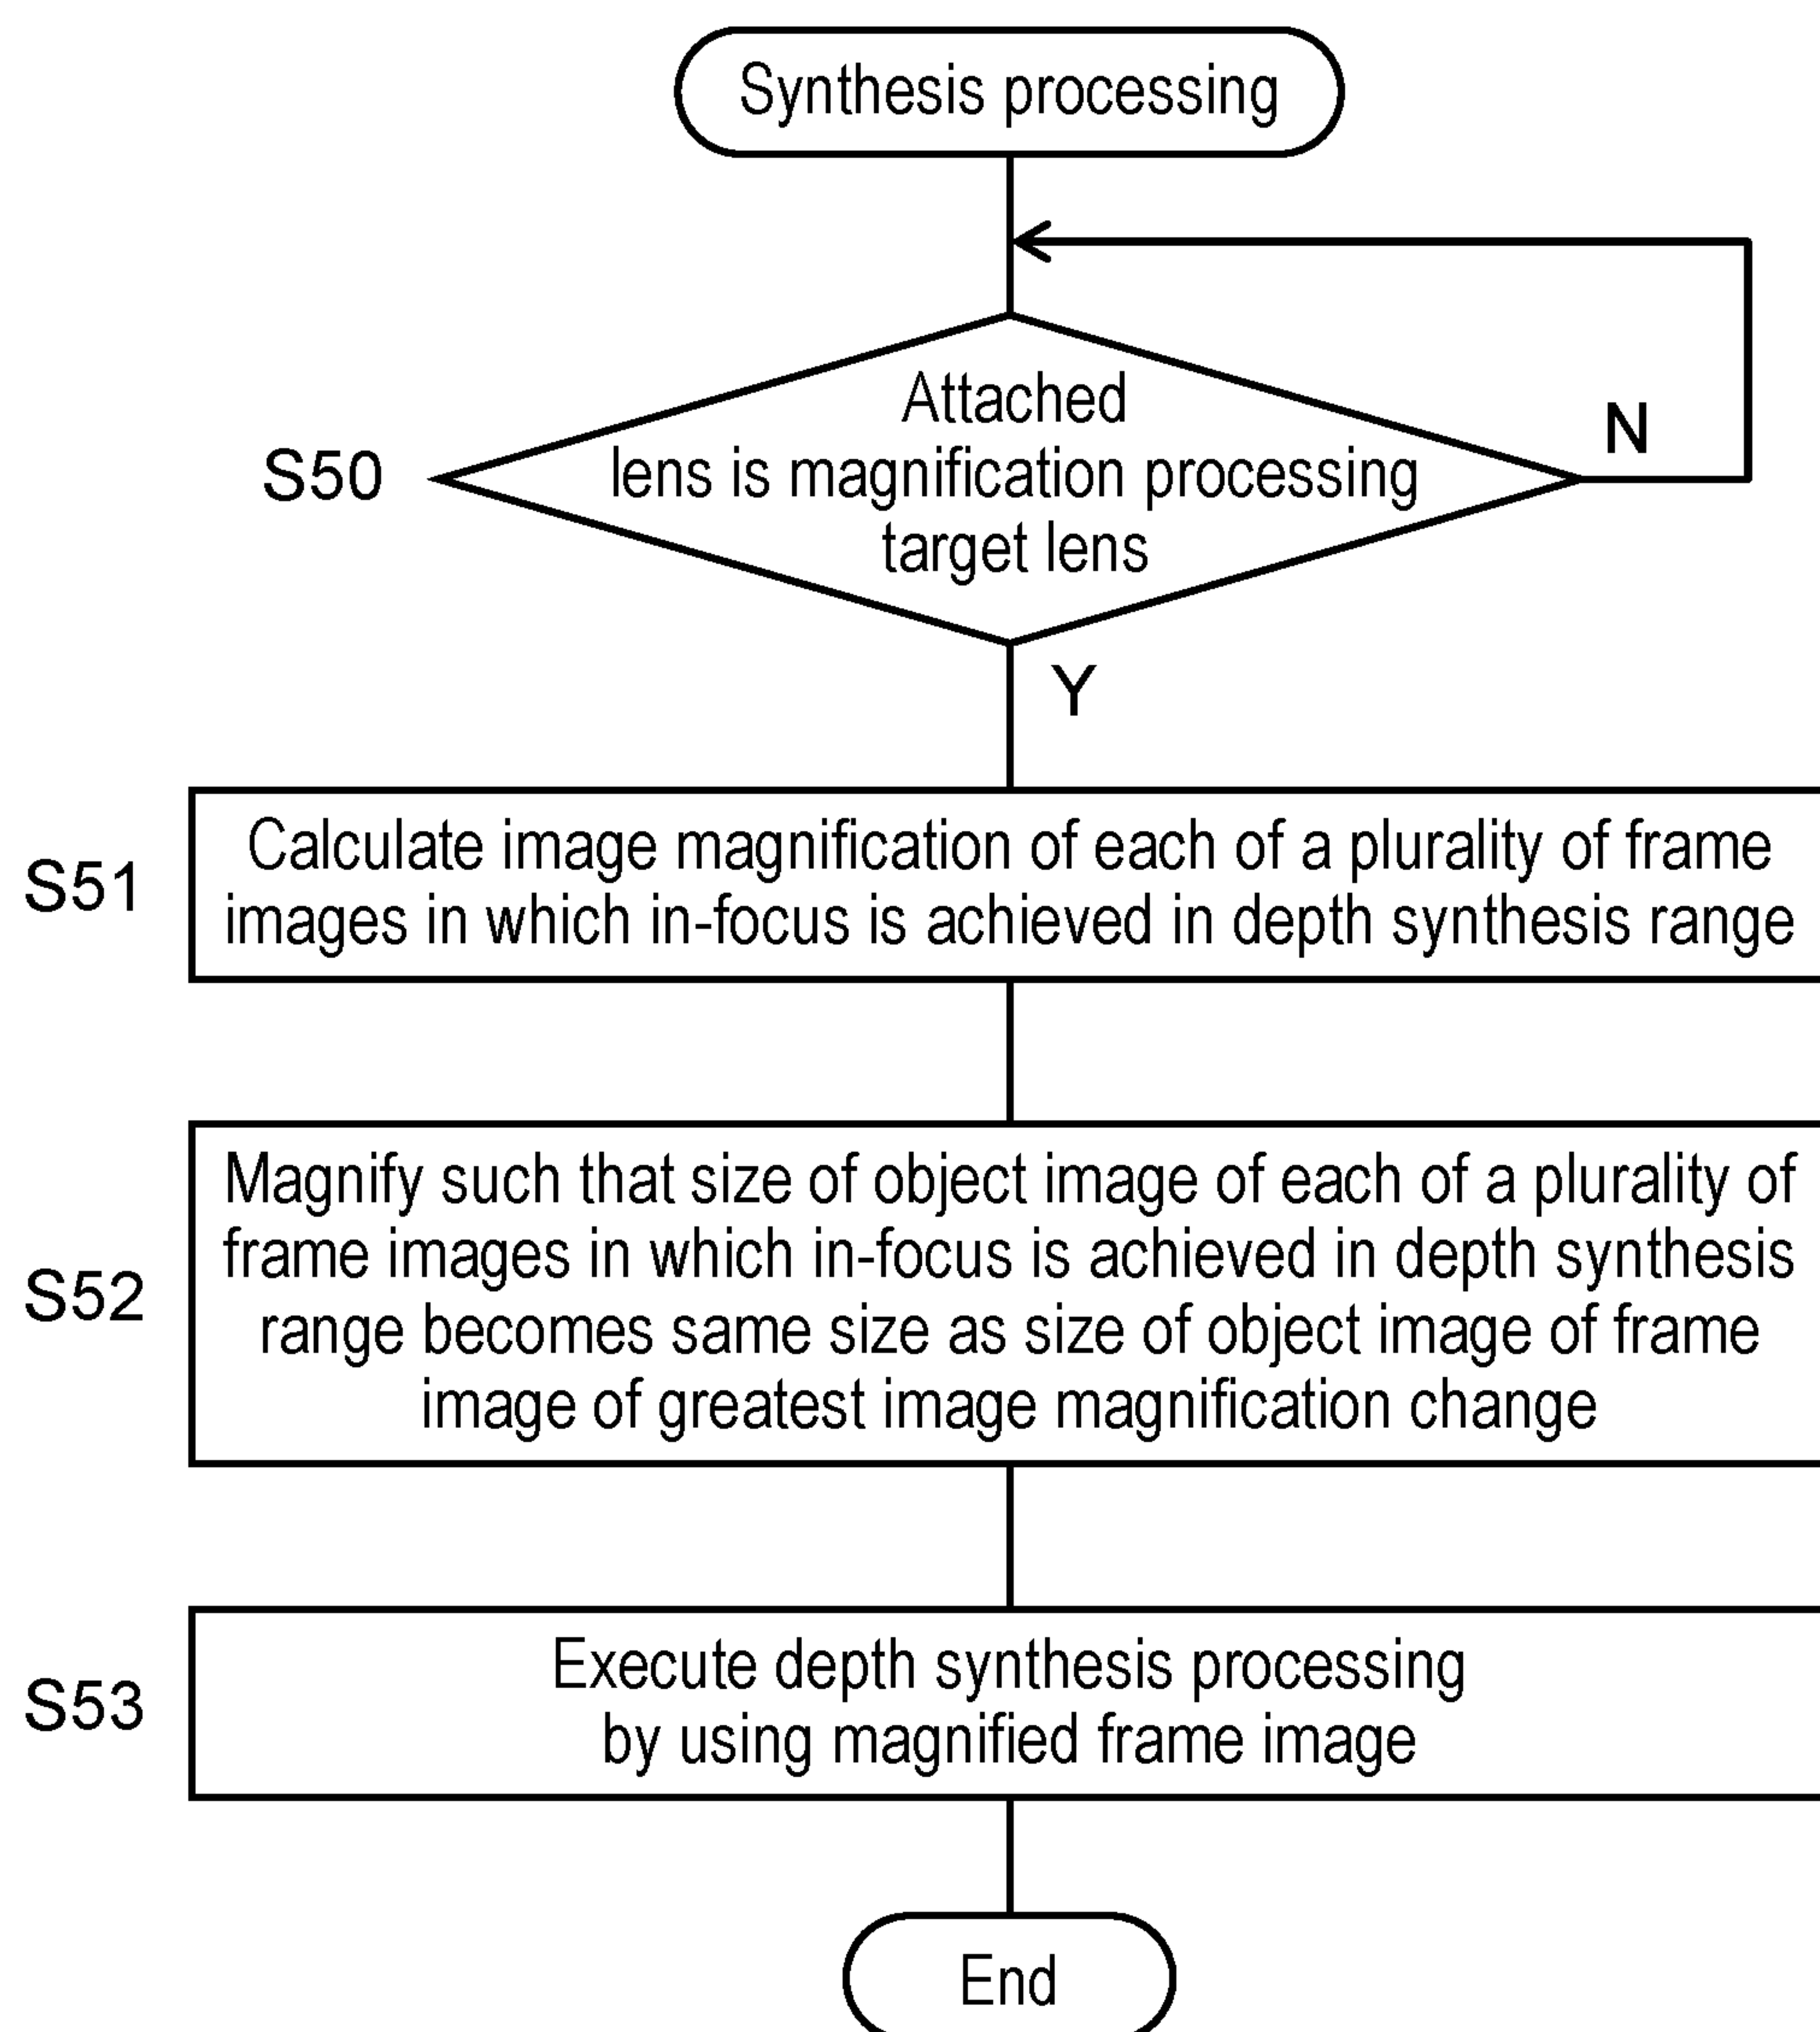 Synthesis processing
Attached
lens is magnification processing
target lens
N
S50
Y
Calculate image magnification of each of a plurality of frame
images in which in-focus is achieved in depth synthesis range
S51
Magnify such that size of object image of each of a plurality of
frame images in which in-focus is achieved in depth synthesis
range becomes same size as size of object image of frame
image of greatest image magnification change
S52
Execute depth synthesis processing
by using magnified frame image
S53
End